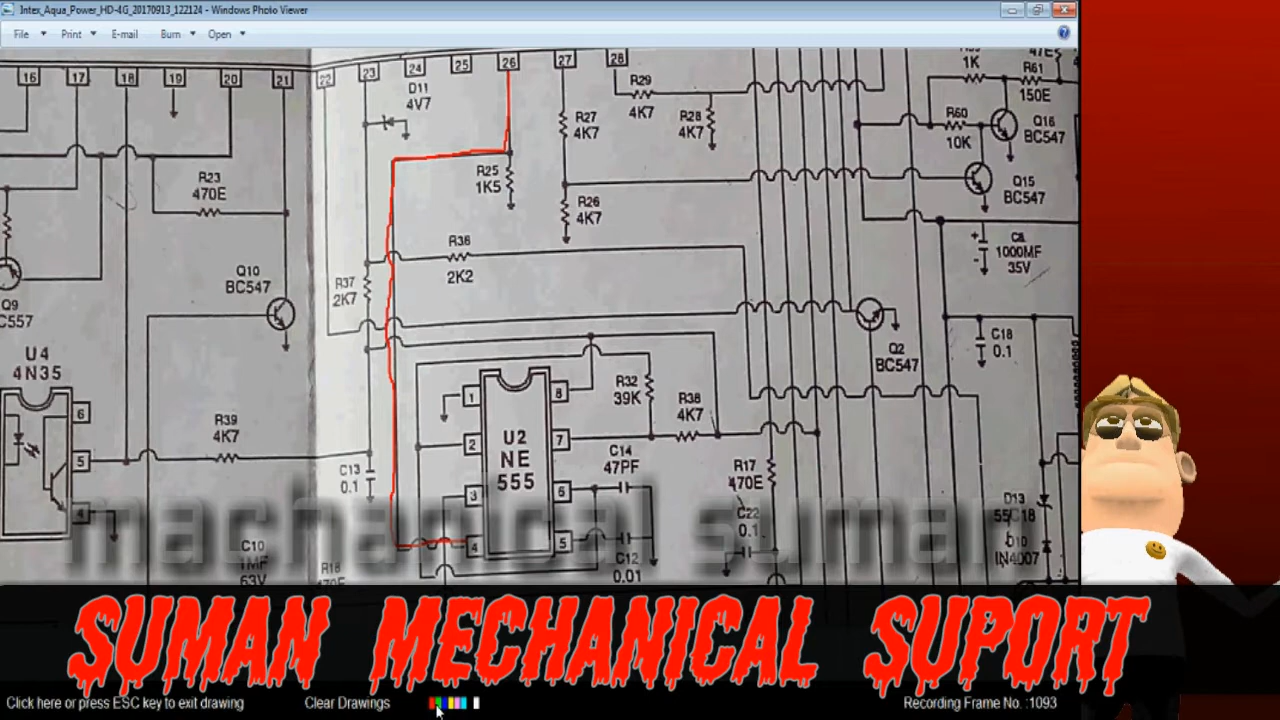 Intex_Aqua_Power_HD-4G_20170913_122124 - Windows Photo Viewer
File Print E-mail Burn Open
16 17 18 19 20 21 22 23 24 25 26 27 28
47E
1K
R61
150E
D11
4V7
R29
4K7
R27
4K7
R28
4K7
R60
10K
Q16
BC547
R23
470E
R25
1K5
R26
4K7
Q15
BC547
C8
1000MF
35V
R36
2K2
Q10
BC547
R37
2K7
Q9
C557
Q2
BC547
C18
0.1
U4
4N35
6
5
4
R39
4K7
1
2
3
4
U2
NE
555
8
7
6
5
R32
39K
R38
4K7
C14
47PF
C13
0.1
R17
470E
C22
0.1
C12
0.01
D13
D10
IN4007
C10
1MF
63V
R18
machanical suman
SUMAN MECHANICAL SUPORT
Click here or press ESC key to exit drawing Clear Drawings Recording Frame No. :1093